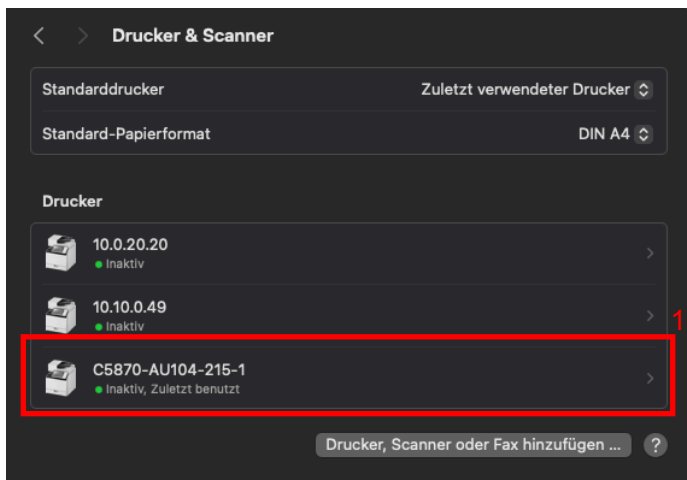 Drucker & Scanner
Standarddrucker Zuletzt verwendeter Drucker
Standard-Papierformat DIN A4
Drucker
10.0.20.20
Inaktiv
10.10.0.49
Inaktiv
1
C5870-AU104-215-1
Inaktiv, Zuletzt benutzt
Drucker, Scanner oder Fax hinzufügen ... ?